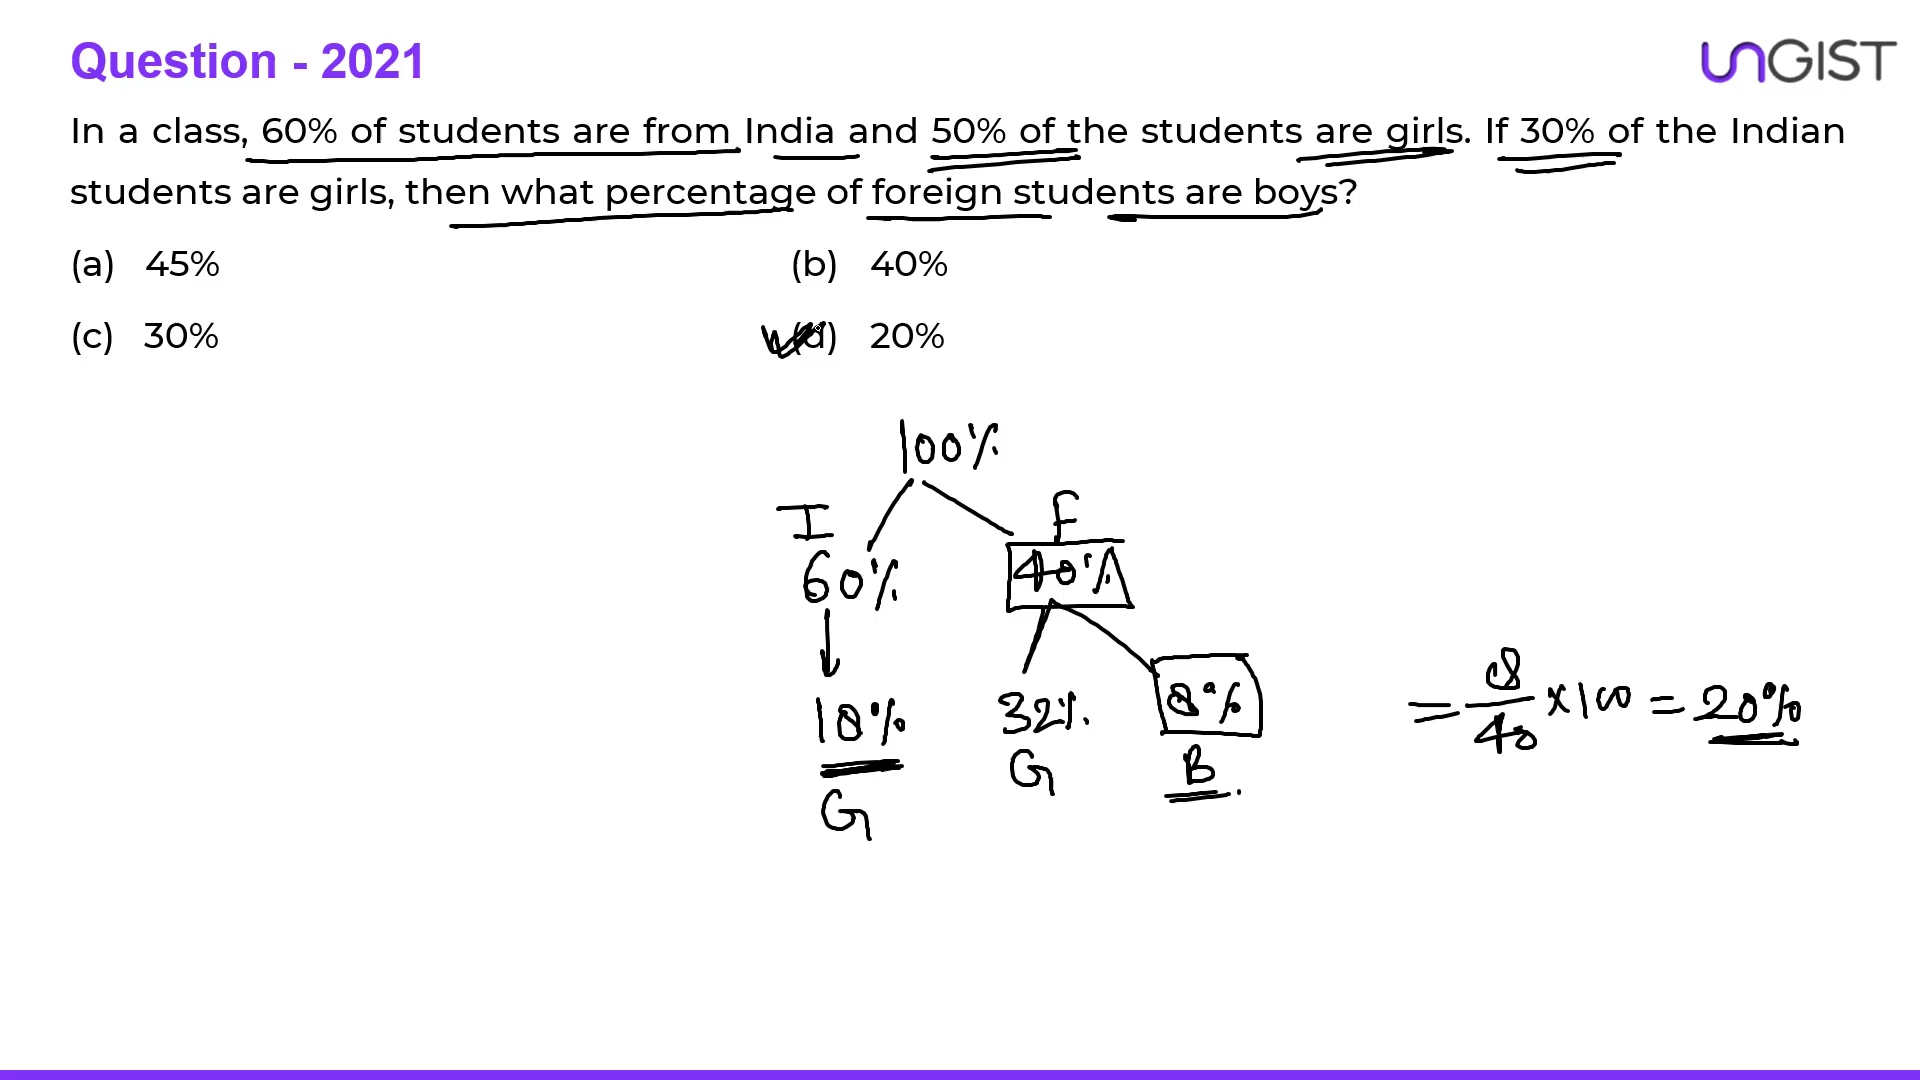 Question - 2021
UNGIST
In a class, 60% of students are from India and 50% of the students are girls. If 30% of the Indian
students are girls, then what percentage of foreign students are boys?
(a) 45%
(b) 40%
(c) 30%
(d) 20%
100%
I
F
60%
40%
18%
32%
8%
= 8/40 × 100 = 20%
G
G
B